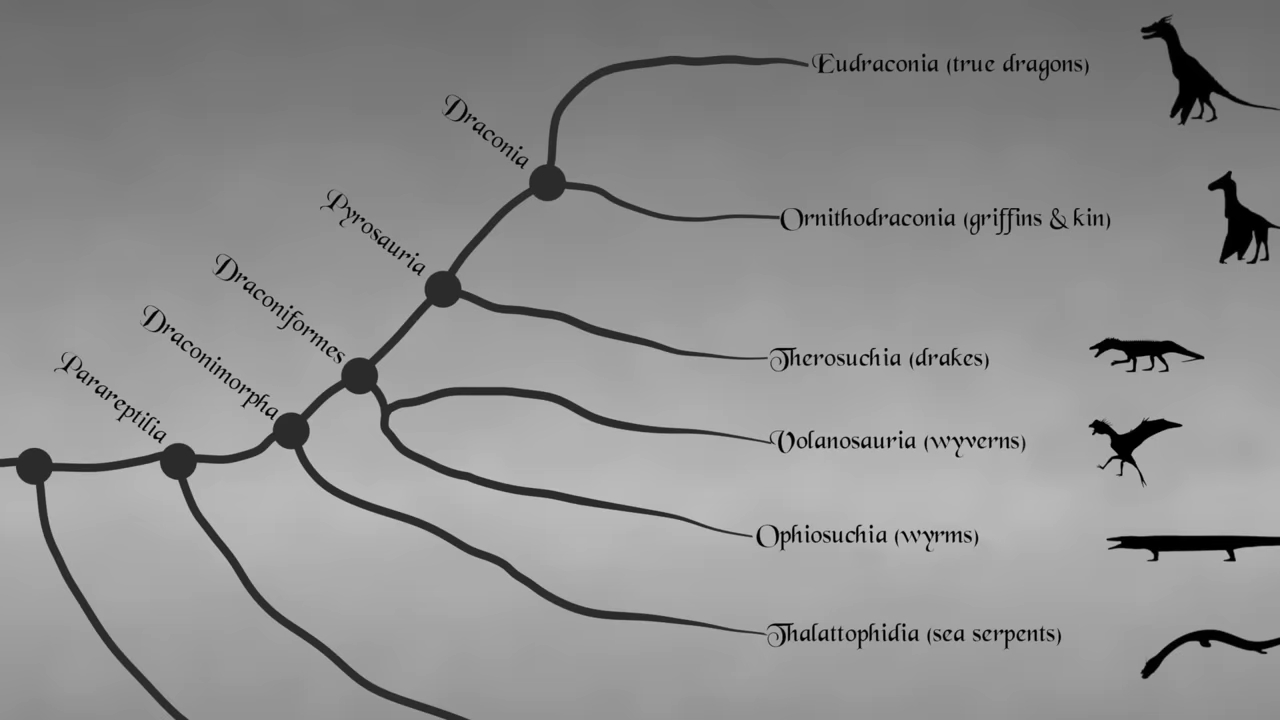 Eudraconia (true dragons)
Draconia
Pyrosauria
Ornithodraconia (griffins & kin)
Draconiformes
Draconimorpha
Parareptilia
Therosuchia (drakes)
Volanosauria (wyverns)
Ophiosuchia (wyrms)
Thalattophidia (sea serpents)